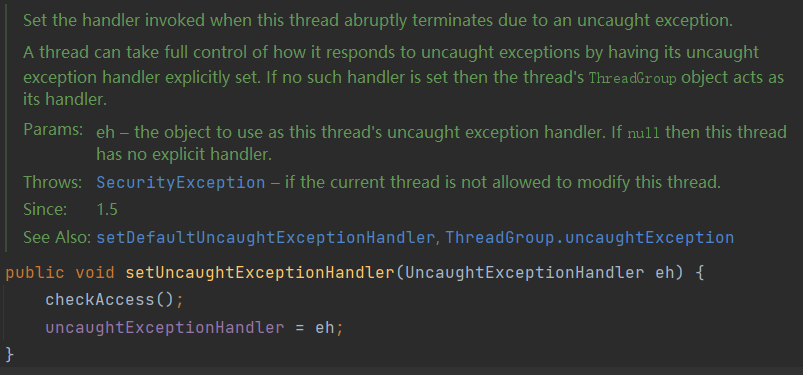 Set the handler invoked when this thread abruptly terminates due to an uncaught exception.
A thread can take full control of how it responds to uncaught exceptions by having its uncaught
exception handler explicitly set. If no such handler is set then the thread's ThreadGroup object acts as
its handler.
Params: eh – the object to use as this thread's uncaught exception handler. If null then this thread
has no explicit handler.
Throws: SecurityException – if the current thread is not allowed to modify this thread.
Since: 1.5
See Also: setDefaultUncaughtExceptionHandler, ThreadGroup.uncaughtException
public void setUncaughtExceptionHandler(UncaughtExceptionHandler eh) {
    checkAccess();
    uncaughtExceptionHandler = eh;
}